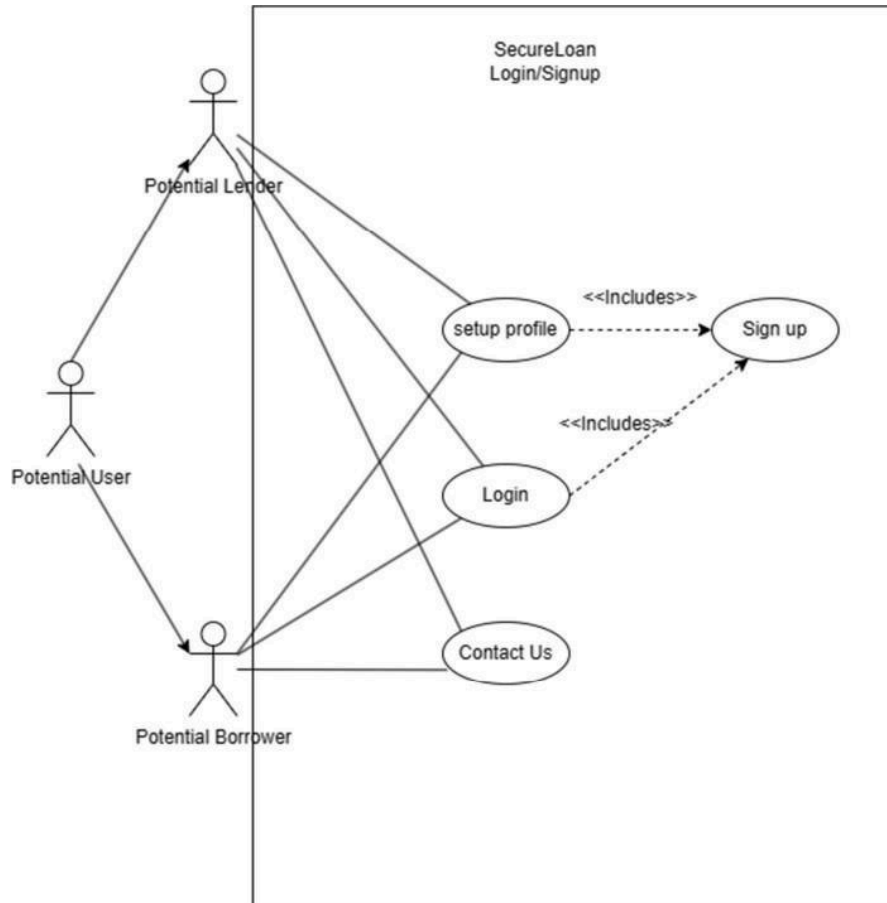 SecureLoan
Login/Signup
Potential Lender
<<Includes>>
setup profile
Sign up
Potential User
<<Includes>>
Login
Contact Us
Potential Borrower